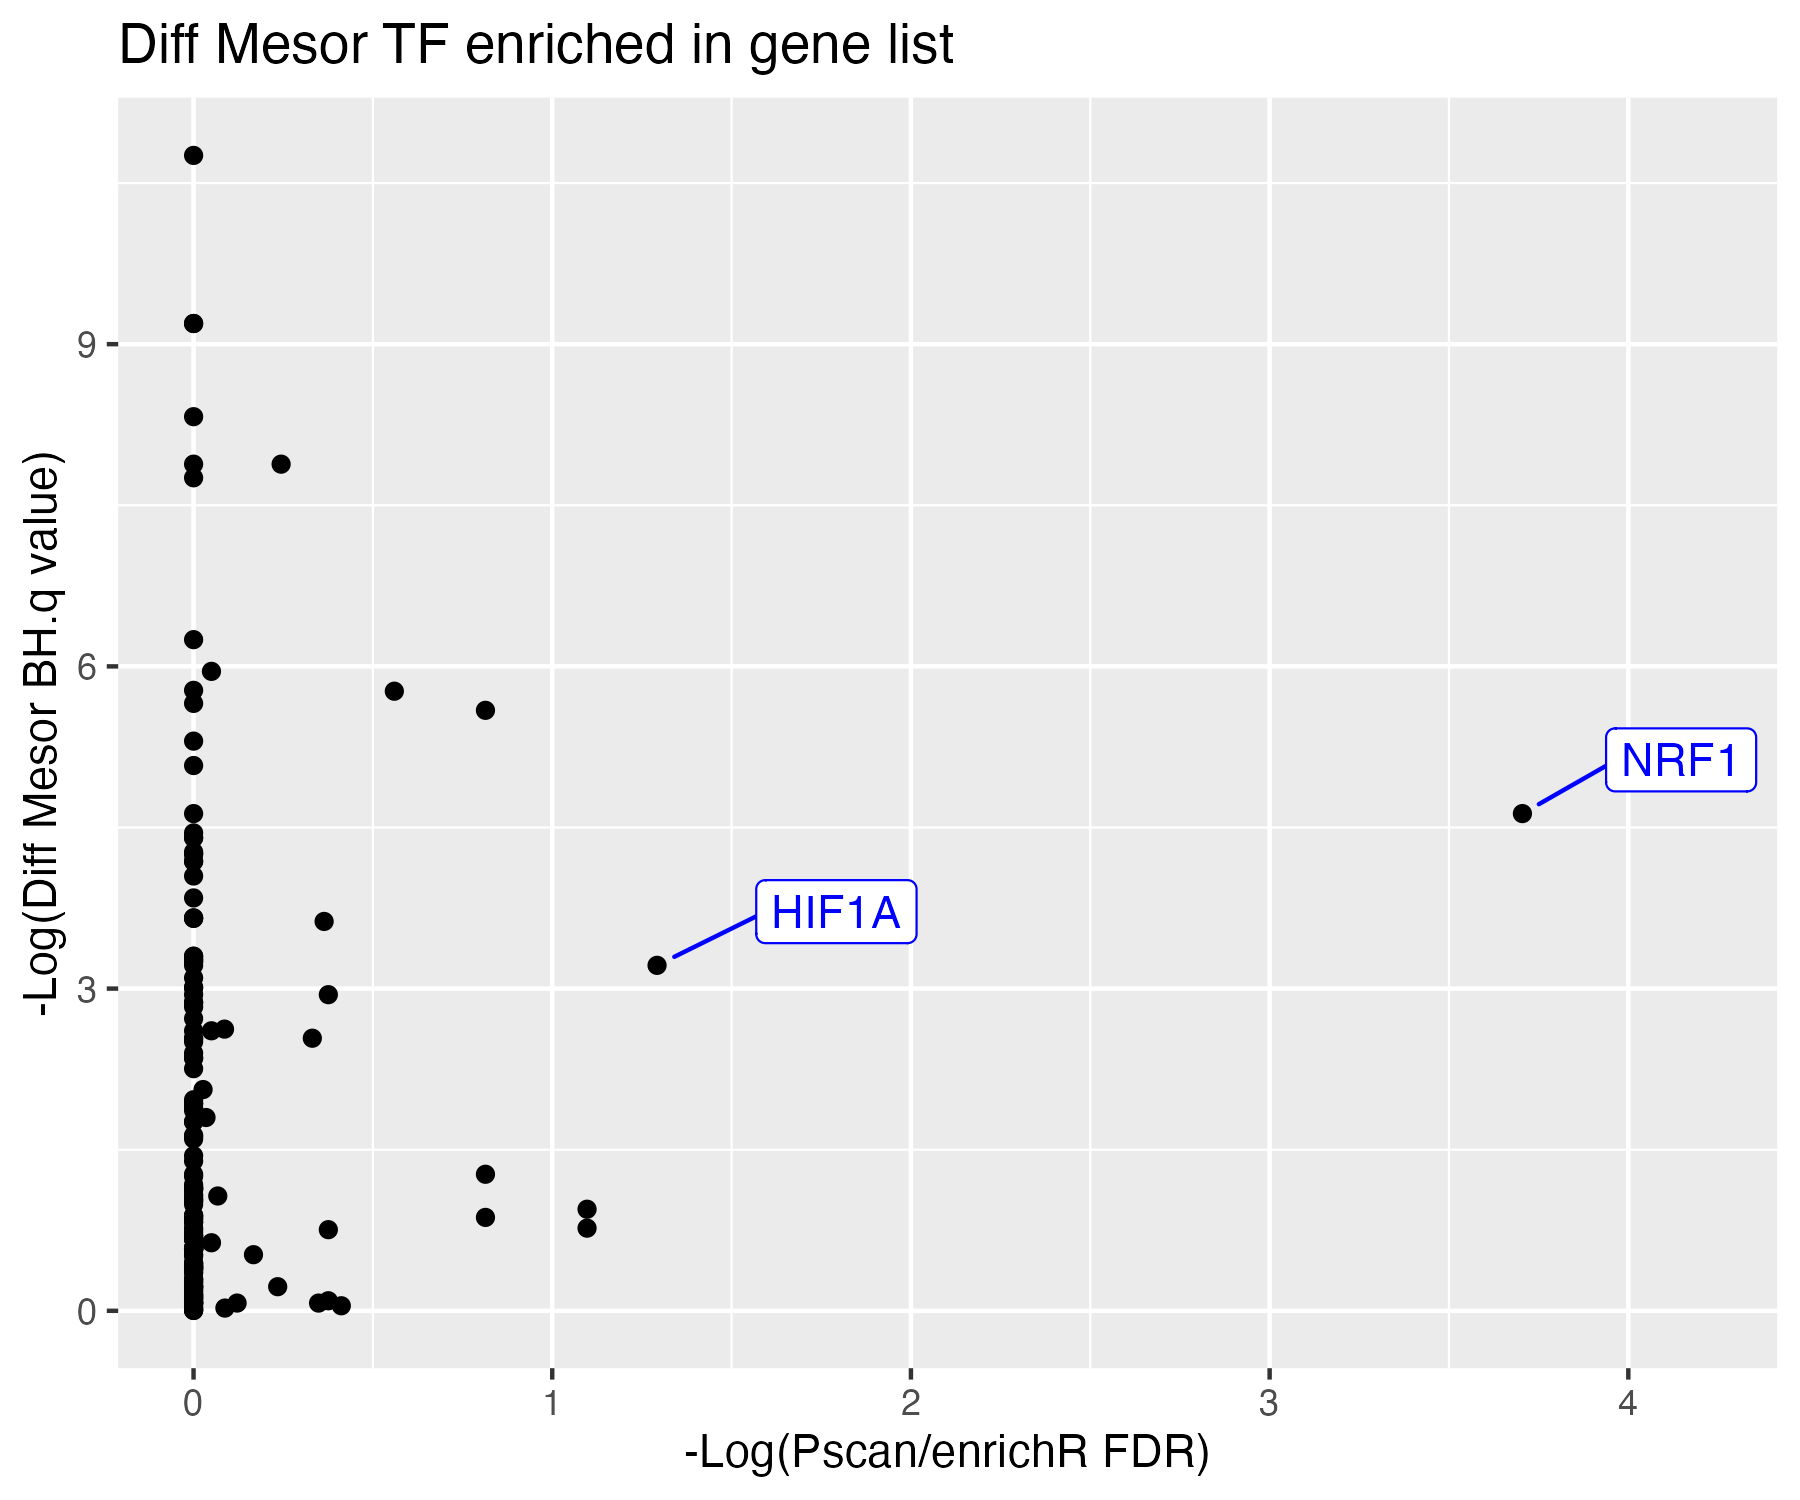 Diff Mesor TF enriched in gene list
-Log(Diff Mesor BH.q value)
9
6
3
0
NRF1
HIF1A
0 1 2 3 4
-Log(Pscan/enrichR FDR)